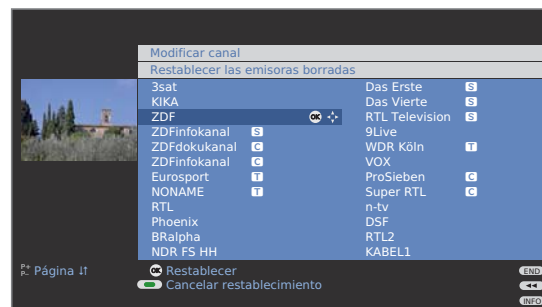 Modificar canal
Restablecer las emisoras borradas
3sat
KIKA
ZDF OK
ZDFinfokanal S
ZDFdokukanal C
ZDFinfokanal C
Eurosport T
NONAME T
RTL
Phoenix
BRalpha
NDR FS HH
Das Erste S
Das Vierte S
RTL Television S
9Live
WDR Köln T
VOX
ProSieben C
Super RTL C
n-tv
DSF
RTL2
KABEL1
P+
P- Página
OK Restablecer
Cancelar restablecimiento
END
INFO